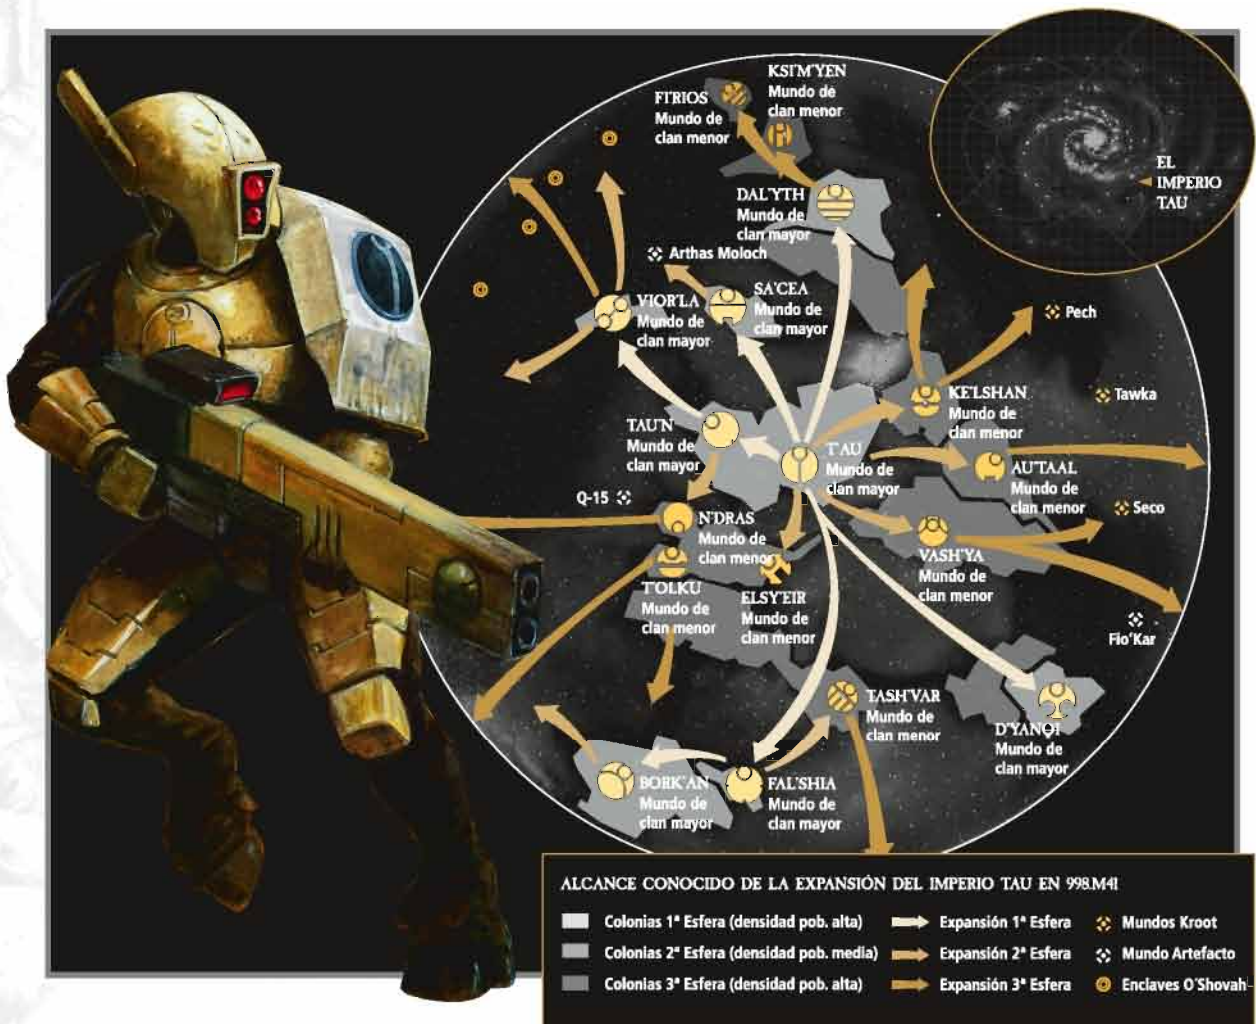 KSI'M'YEN
Mundo de
clan menor
FI'RIOS
Mundo de
clan menor
DAL'YTH
Mundo de
clan mayor
EL
IMPERIO
TAU
Arthas Moloch
VIOR'LA
Mundo de
clan mayor
SA'CEA
Mundo de
clan mayor
Pech
KE'LSHAN
Mundo de
clan menor
Tawka
TAU'N
Mundo de
clan mayor
T'AU
Mundo de
clan mayor
AU'TAAL
Mundo de
clan menor
Q-15
N'DRAS
Mundo de
clan menor
Seco
VASH'YA
Mundo de
clan menor
T'OLKU
Mundo de
clan menor
ELSY'EIR
Mundo de
clan menor
Fio'Kar
TASH'VAR
Mundo de
clan menor
D'YANOI
Mundo de
clan mayor
BORK'AN
Mundo de
clan mayor
FAL'SHIA
Mundo de
clan mayor
ALCANCE CONOCIDO DE LA EXPANSIÓN DEL IMPERIO TAU EN 998.M41
Colonias 1ª Esfera (densidad pob. alta)
Expansión 1ª Esfera
Mundos Kroot
Colonias 2ª Esfera (densidad pob. media)
Expansión 2ª Esfera
Mundo Artefacto
Colonias 3ª Esfera (densidad pob. alta)
Expansión 3ª Esfera
Enclaves O'Shovah